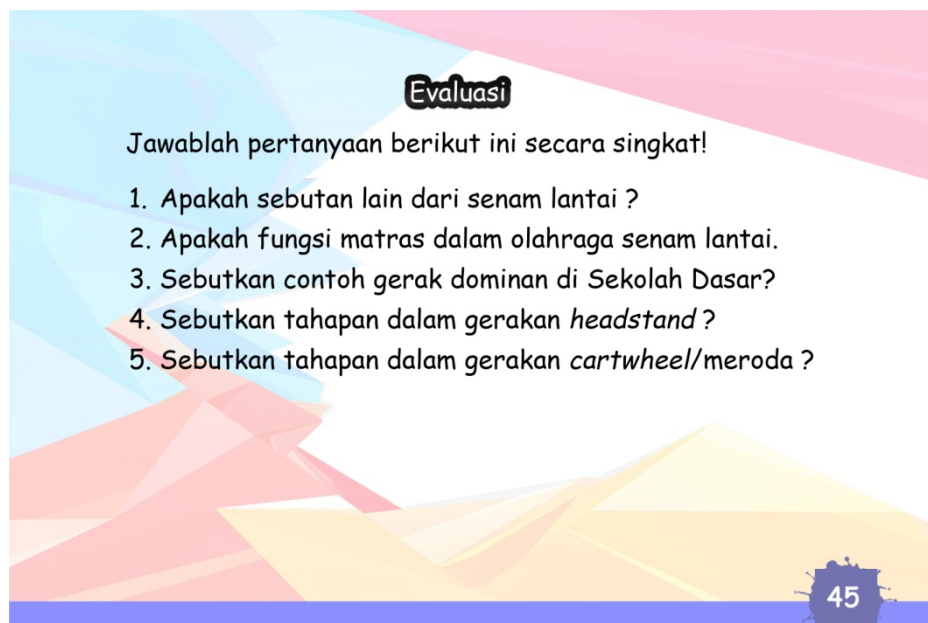 Evaluasi
Jawablah pertanyaan berikut ini secara singkat!
1. Apakah sebutan lain dari senam lantai ?
2. Apakah fungsi matras dalam olahraga senam lantai.
3. Sebutkan contoh gerak dominan di Sekolah Dasar?
4. Sebutkan tahapan dalam gerakan headstand ?
5. Sebutkan tahapan dalam gerakan cartwheel/meroda ?
45